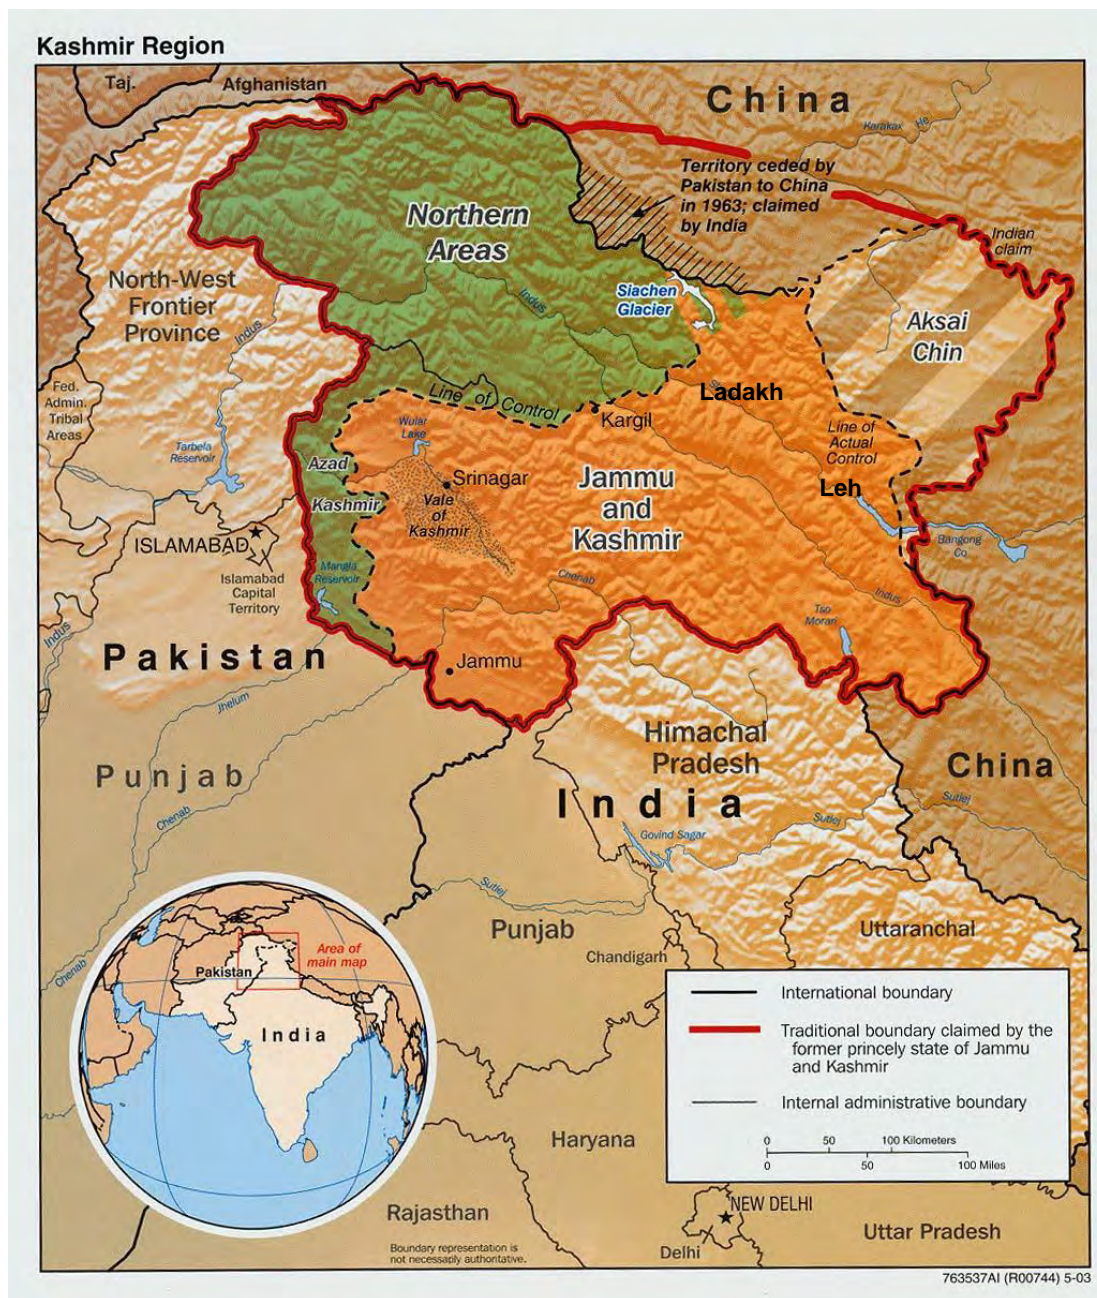 Kashmir Region
Taj.
Afghanistan
China
Karakax He
Territory ceded by
Pakistan to China
in 1963; claimed
by India
Indian
claim
Northern
Areas
North-West
Frontier
Province
Indus
Indus
Siachen
Glacier
Aksai
Chin
Fed.
Admin.
Tribal
Areas
Line of Control
Ladakh
Kargil
Wular
Lake
Line of
Actual
Control
Tarbela
Reservoir
Azad
Kashmir
Srinagar
Vale
of
Kashmir
Jammu
and
Kashmir
Leh
ISLAMABAD
Bangong
Co
Islamabad
Capital
Territory
Mangla
Reservoir
Chenab
Indus
Tso
Morari
Indus
Pakistan
Jammu
Jhelum
Himachal
Pradesh
China
Punjab
India
Sutlej
Chenab
Sutlej
Govind Sagar
Sutlej
Punjab
Uttaranchal
Chandigarh
Chenab
Area of
main map
Pakistan
India
International boundary
Traditional boundary claimed by the
former princely state of Jammu
and Kashmir
Internal administrative boundary
0 50 100 Kilometers
0 50 100 Miles
Haryana
Rajasthan
NEW DELHI
Delhi
Uttar Pradesh
Boundary representation is
not necessarily authoritative.
763537AI (R00744) 5-03